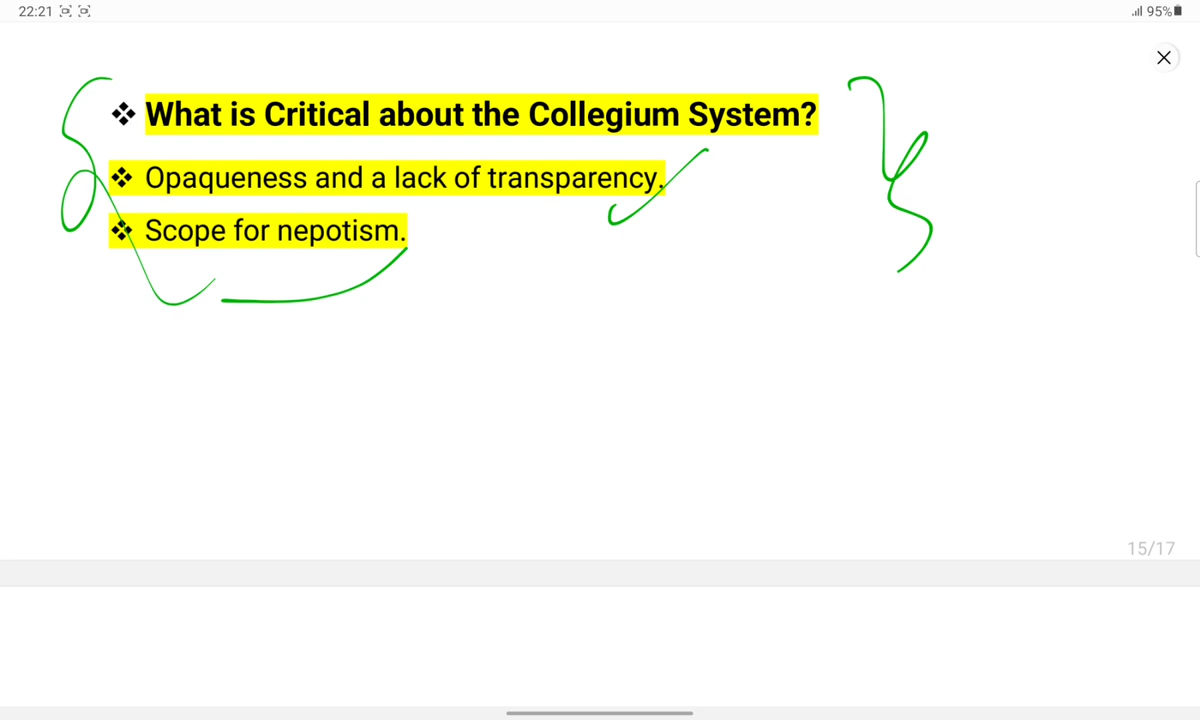 22:21 95%
❖ What is Critical about the Collegium System?
❖ Opaqueness and a lack of transparency.
❖ Scope for nepotism.
15/17